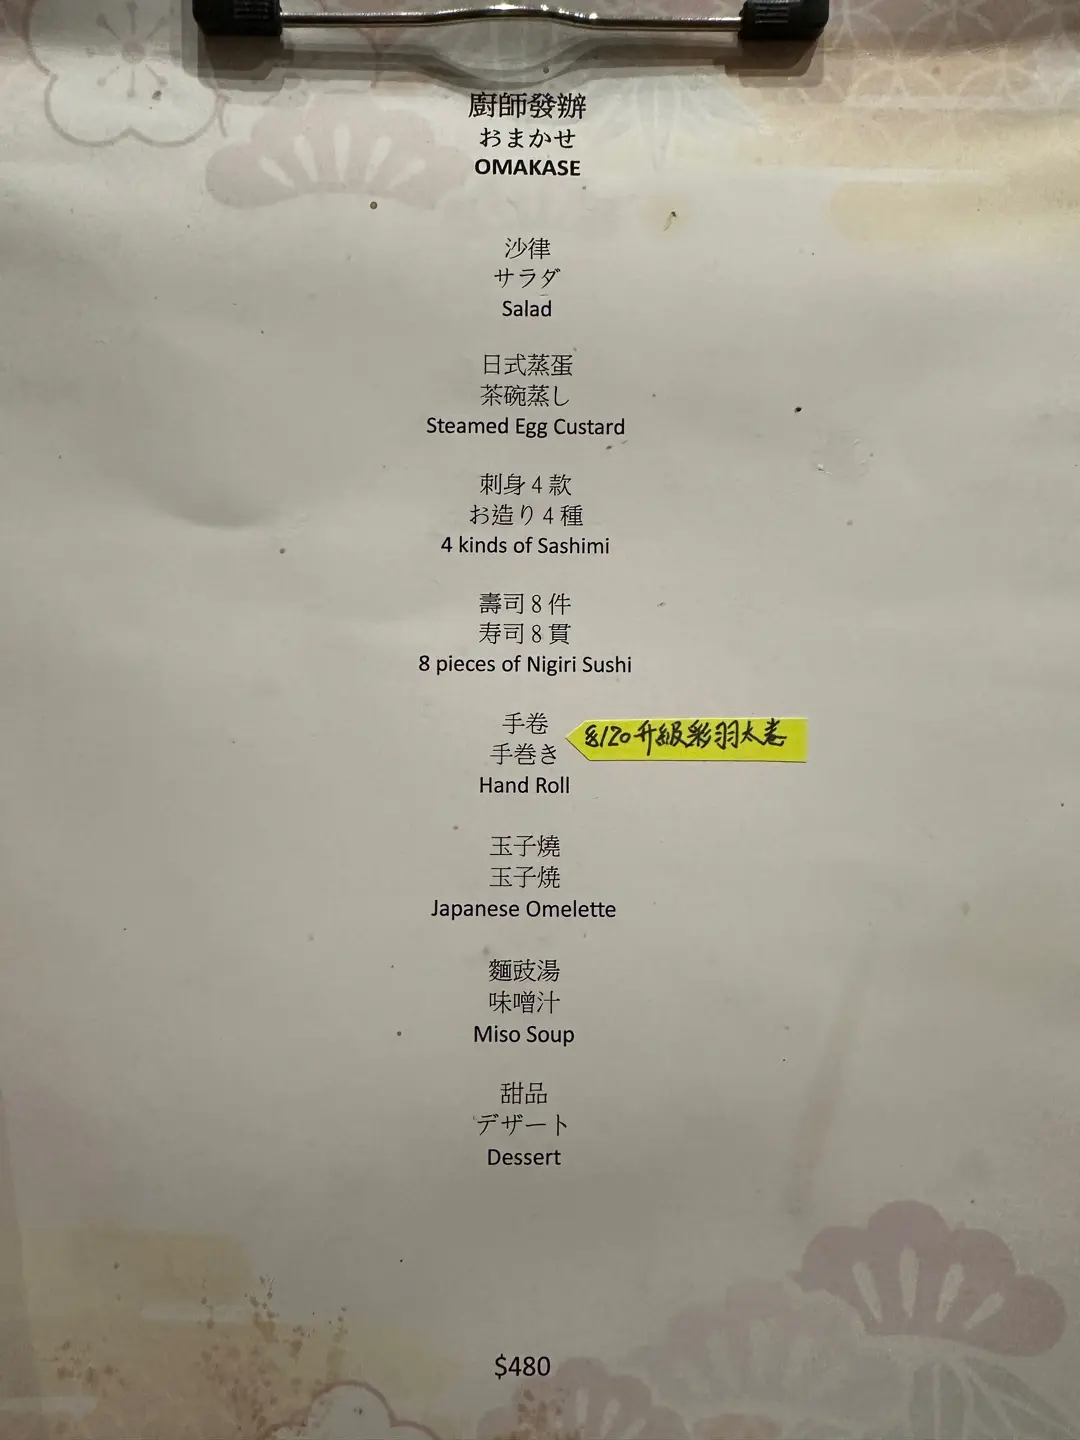 廚師發辦
おまかせ
OMAKASE
沙律
サラダ
Salad
日式蒸蛋
茶碗蒸し
Steamed Egg Custard
刺身 4 款
お造り 4 種
4 kinds of Sashimi
壽司 8 件
寿司 8 貫
8 pieces of Nigiri Sushi
手卷
手巻き
Hand Roll
$120 升級彩羽太卷
玉子燒
玉子焼
Japanese Omelette
麵豉湯
味噌汁
Miso Soup
甜品
デザート
Dessert
$480